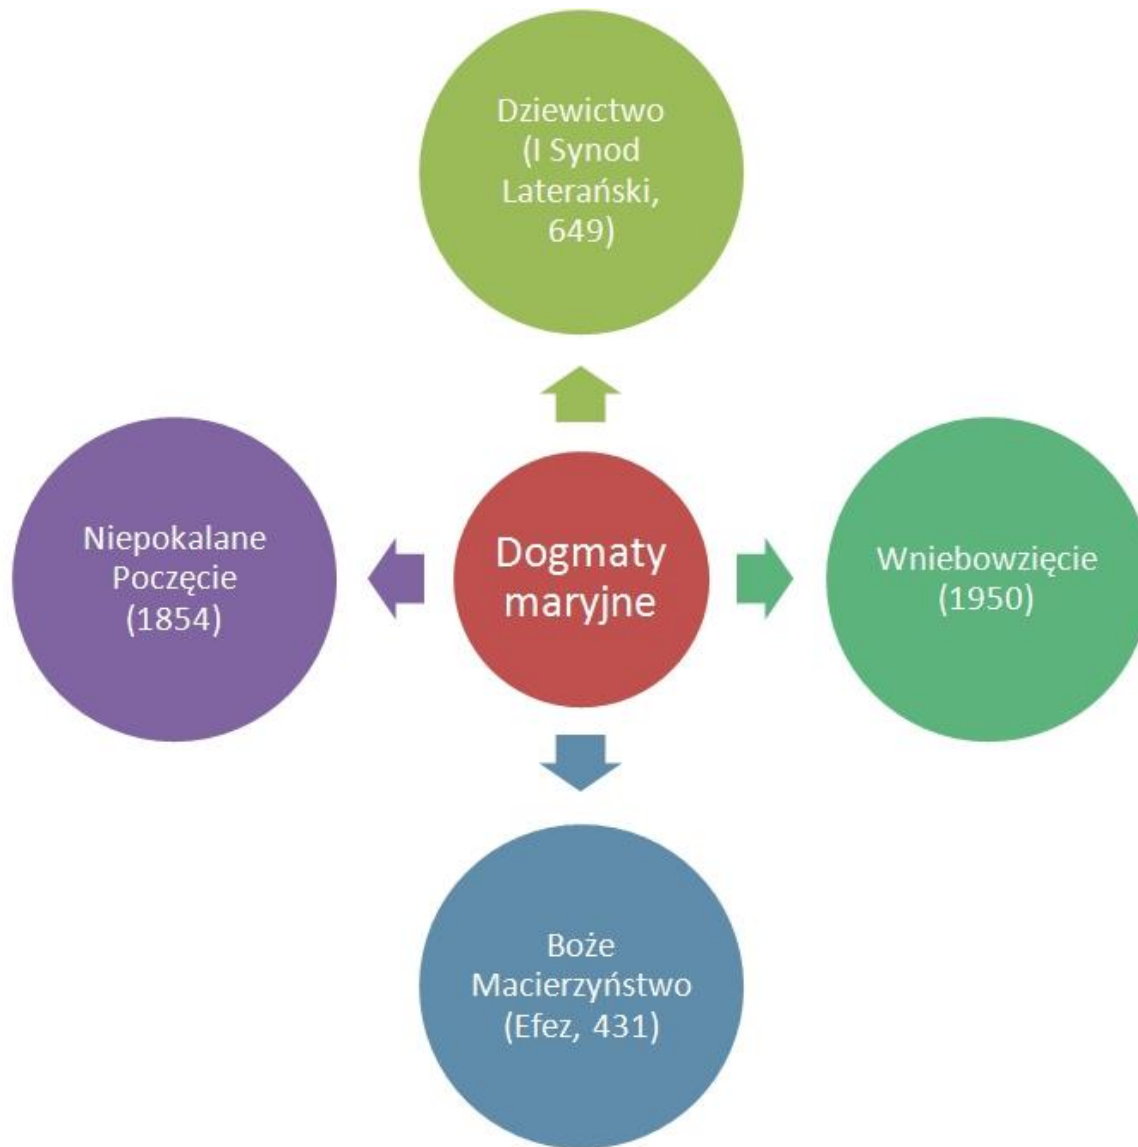 Dziewictwo
(I Synod
Laterański,
649)
Niepokalane
Poczęcie
(1854)
Dogmaty
maryjne
Wniebowzięcie
(1950)
Boże
Macierzyństwo
(Efez, 431)